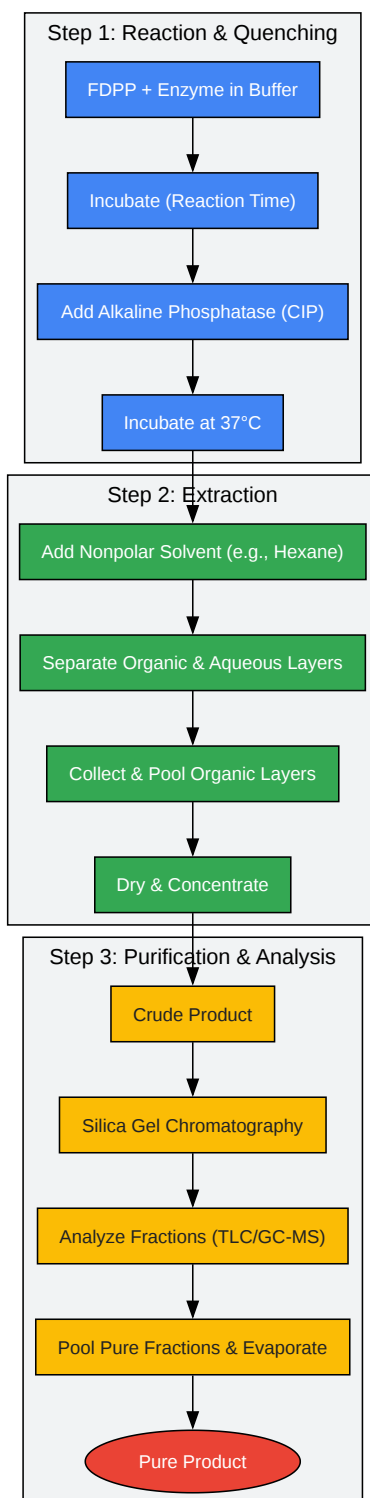 Step 1: Reaction & Quenching
FDPP + Enzyme in Buffer
Incubate (Reaction Time)
Add Alkaline Phosphatase (CIP)
Incubate at 37°C
Step 2: Extraction
Add Nonpolar Solvent (e.g., Hexane)
Separate Organic & Aqueous Layers
Collect & Pool Organic Layers
Dry & Concentrate
Step 3: Purification & Analysis
Crude Product
Silica Gel Chromatography
Analyze Fractions (TLC/GC-MS)
Pool Pure Fractions & Evaporate
Pure Product